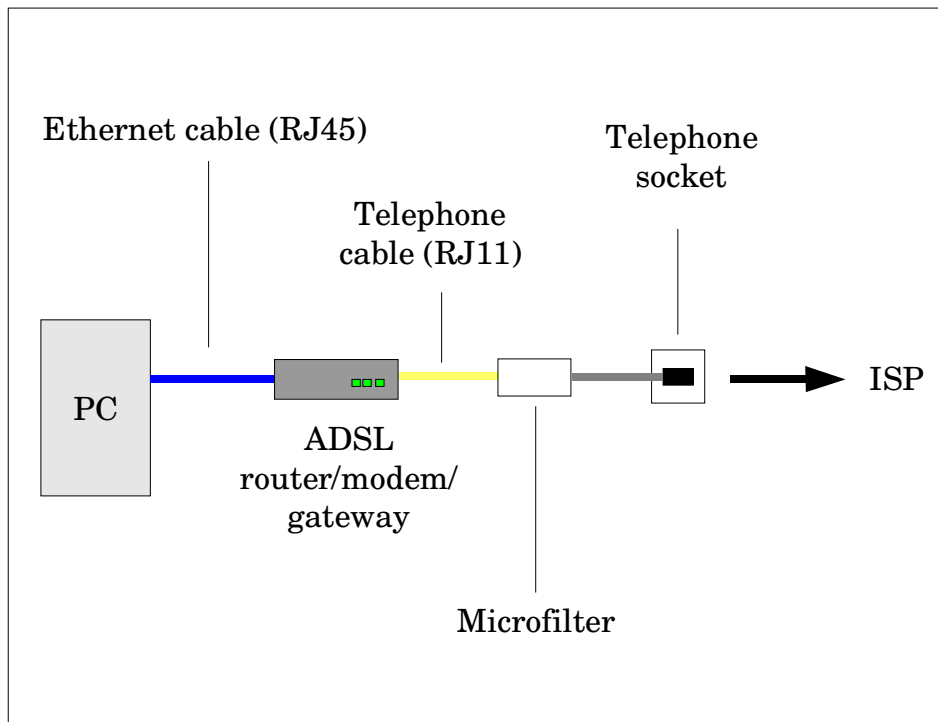 Ethernet cable (RJ45)
Telephone
socket
Telephone
cable (RJ11)
PC
ISP
ADSL
router/modem/
gateway
Microfilter